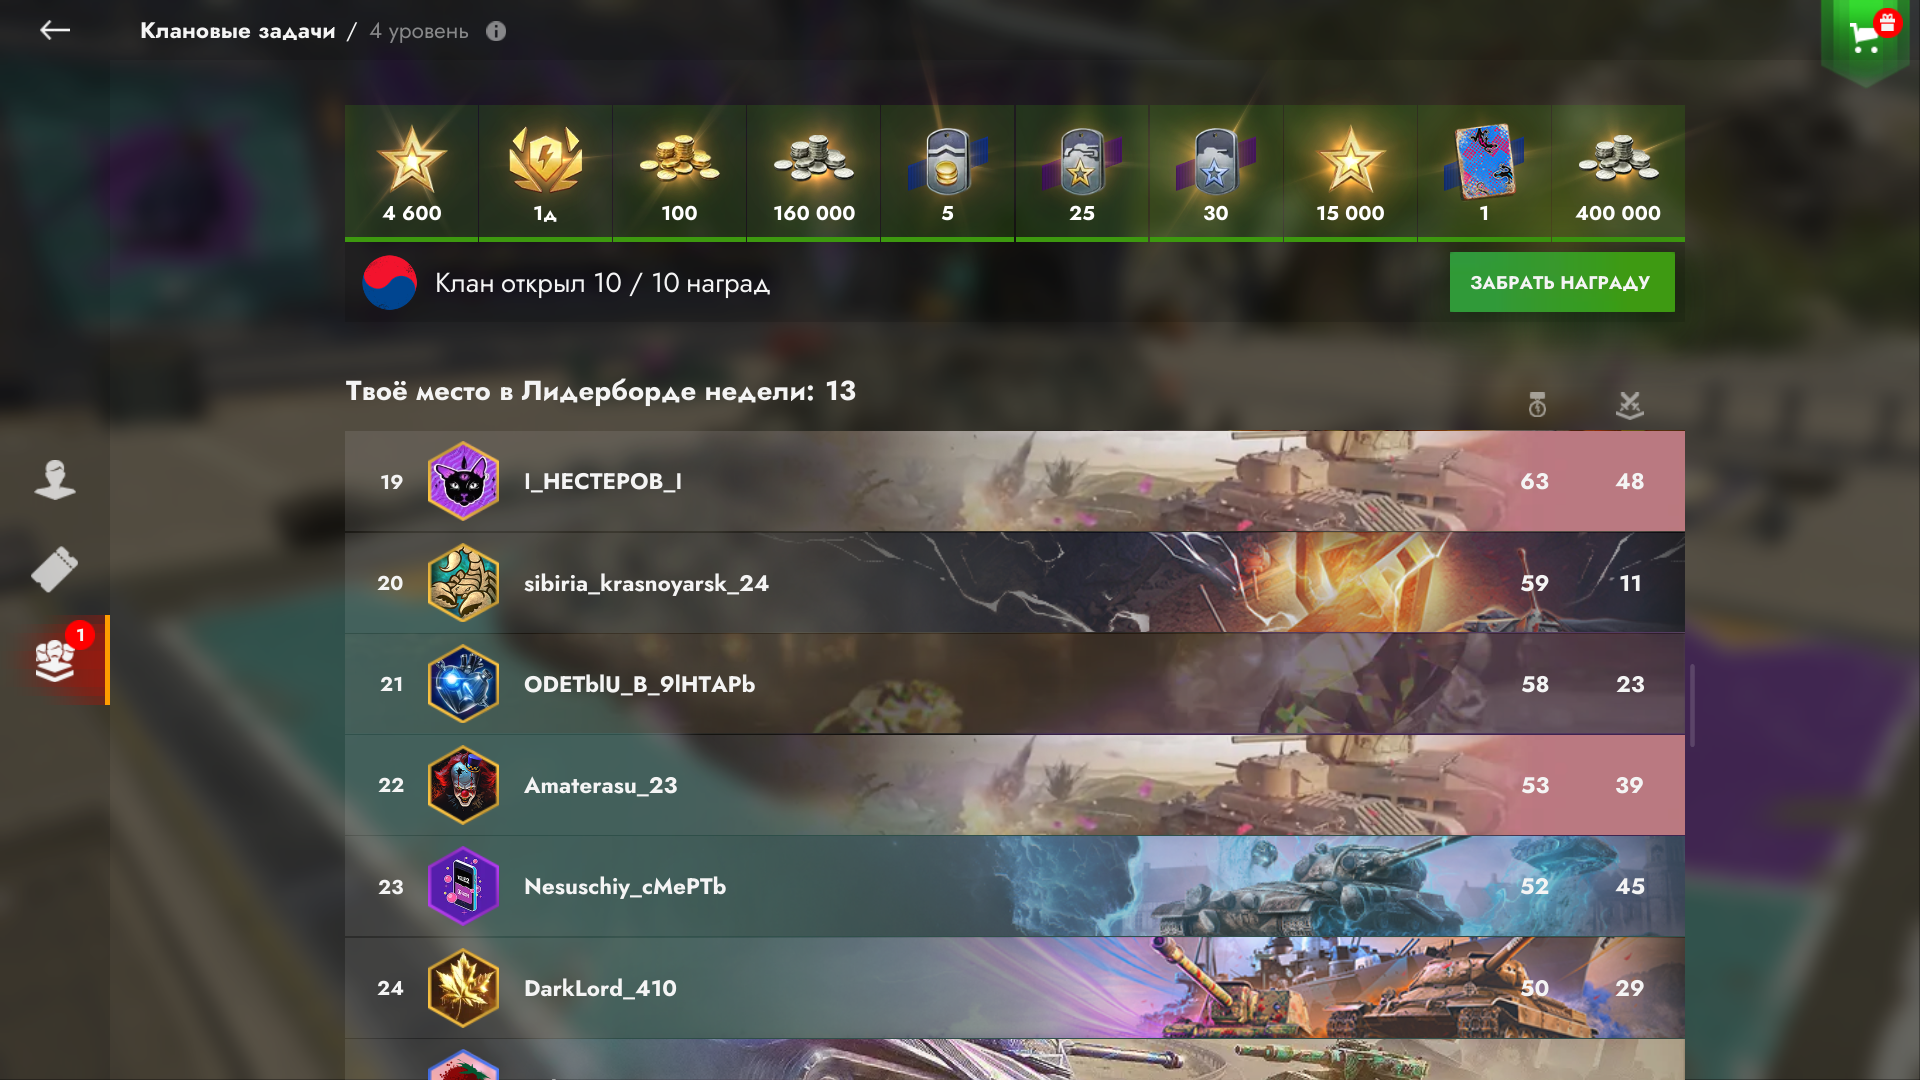 Клановые задачи / 4 уровень
4 600 1д 100 160 000 5 25 30 15 000 1 400 000
Клан открыл 10 / 10 наград
ЗАБРАТЬ НАГРАДУ
Твоё место в Лидерборде недели: 13
19 I_HECTEPOB_I 63 48
20 sibiria_krasnoyarsk_24 59 11
1
21 ODETblU_B_9lHTAPb 58 23
22 Amaterasu_23 53 39
23 Nesuschiy_cMePTb 52 45
24 DarkLord_410 50 29